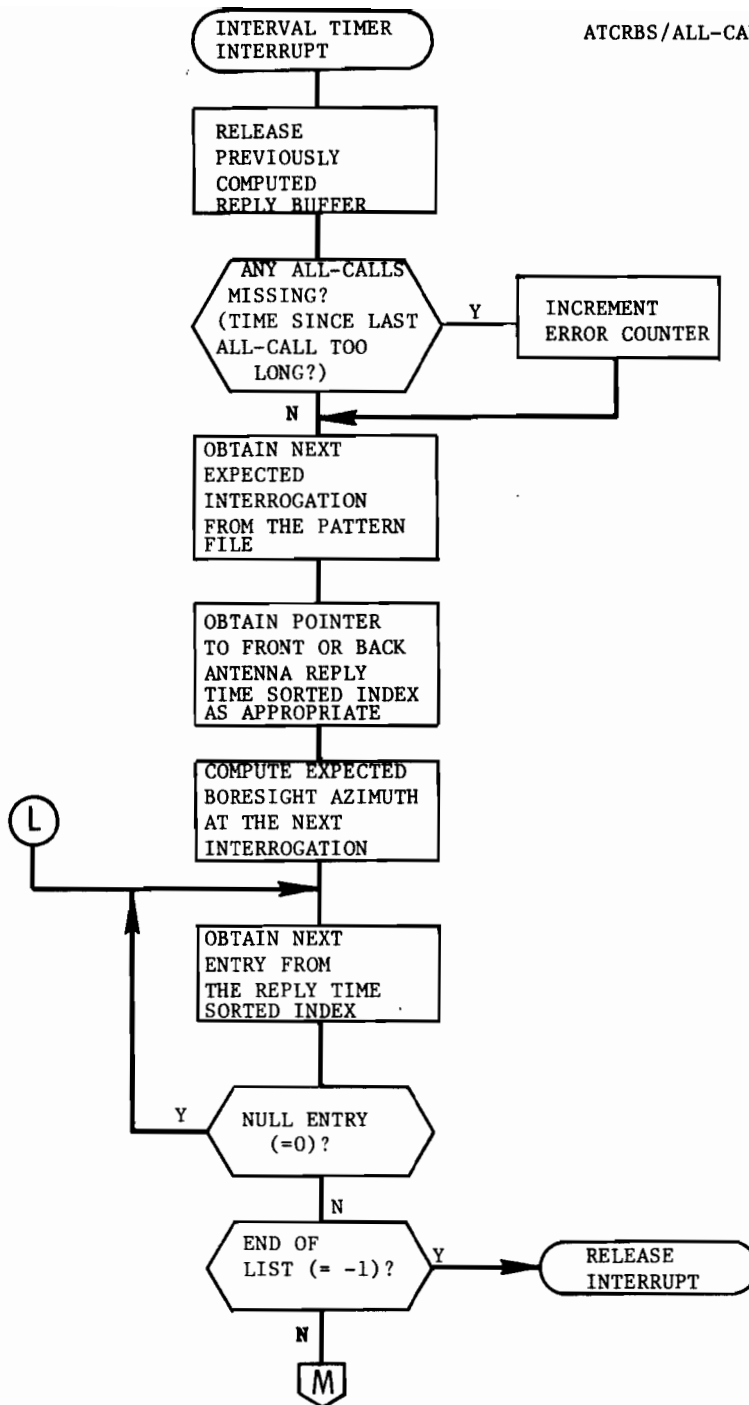 INTERVAL TIMER
INTERRUPT
ATCRBS/ALL-CA
RELEASE
PREVIOUSLY
COMPUTED
REPLY BUFFER
ANY ALL-CALLS
MISSING?
(TIME SINCE LAST
ALL-CALL TOO
LONG?)
Y
INCREMENT
ERROR COUNTER
N
OBTAIN NEXT
EXPECTED
INTERROGATION
FROM THE PATTERN
FILE
OBTAIN POINTER
TO FRONT OR BACK
ANTENNA REPLY
TIME SORTED INDEX
AS APPROPRIATE
COMPUTE EXPECTED
BORESIGHT AZIMUTH
AT THE NEXT
INTERROGATION
L
OBTAIN NEXT
ENTRY FROM
THE REPLY TIME
SORTED INDEX
Y
NULL ENTRY
(=0)?
N
END OF
LIST (= -1)?
Y
RELEASE
INTERRUPT
N
M